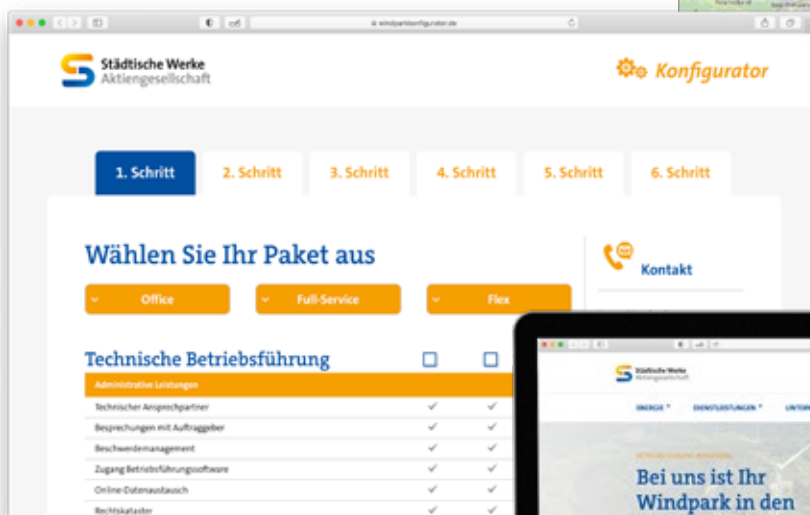 windparkkonfigurator.de
Städtische Werke
Aktiengesellschaft
Konfigurator
1. Schritt
2. Schritt
3. Schritt
4. Schritt
5. Schritt
6. Schritt
Wählen Sie Ihr Paket aus
Kontakt
Office
Full-Service
Flex
Technische Betriebsführung
Administrative Leistungen
Technischer Ansprechpartner
Besprechungen mit Auftraggeber
Beschwerdemanagement
Zugang Betriebsführungssoftware
Online-Datenaustausch
Rechtskataster
Städtische Werke
Aktiengesellschaft
ENERGIE
DIENSTLEISTUNGEN
UNTERN
Bei uns ist Ihr
Windpark in den